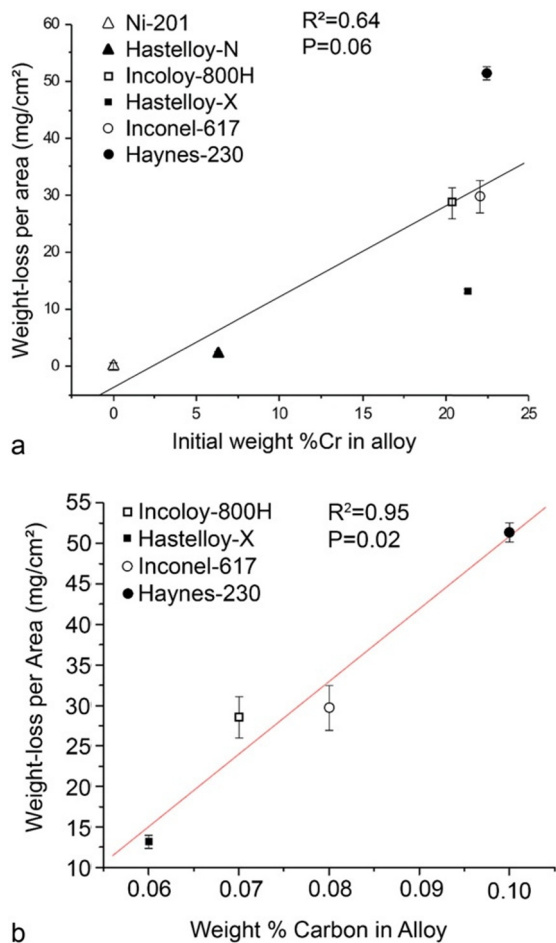 60
50
40
30
20
10
0
Weight-loss per area (mg/cm²)
Ni-201
Hastelloy-N
Incoloy-800H
Hastelloy-X
Inconel-617
Haynes-230
R²=0.64
P=0.06
0 5 10 15 20 25
Initial weight %Cr in alloy
a
55
50
45
40
35
30
25
20
15
10
Weight-loss per Area (mg/cm²)
Incoloy-800H
Hastelloy-X
Inconel-617
Haynes-230
R²=0.95
P=0.02
0.06 0.07 0.08 0.09 0.10
Weight % Carbon in Alloy
b